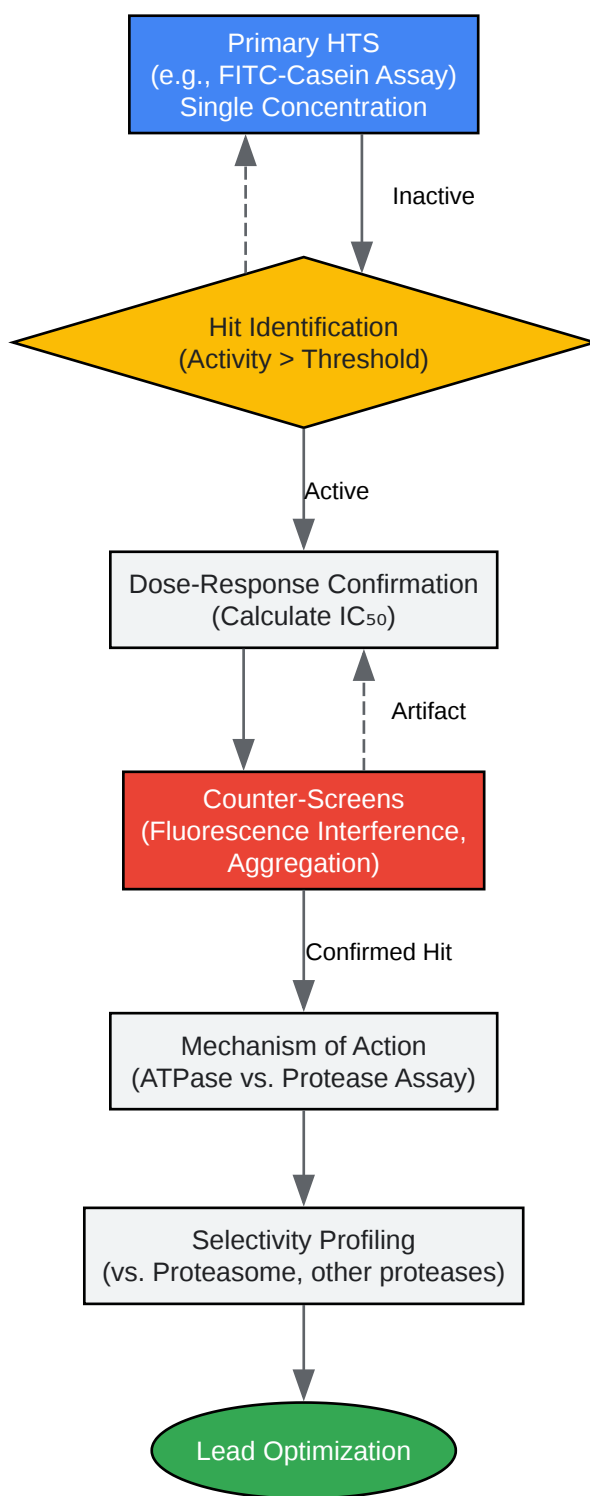 Primary HTS
(e.g., FITC-Casein Assay)
Single Concentration
Inactive
Hit Identification
(Activity > Threshold)
Active
Dose-Response Confirmation
(Calculate IC₅₀)
Artifact
Counter-Screens
(Fluorescence Interference,
Aggregation)
Confirmed Hit
Mechanism of Action
(ATPase vs. Protease Assay)
Selectivity Profiling
(vs. Proteasome, other proteases)
Lead Optimization